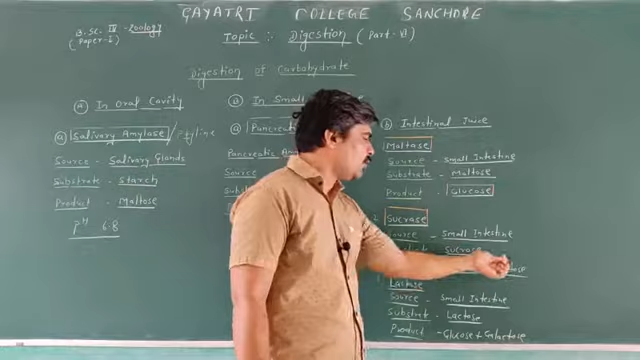 GAYATRI COLLEGE SANCHORE
B.SC. III - Zoology
(Paper-I)
Topic :- Digestion (Part-VI)
Digestion of Carbohydrate
(A) In Oral Cavity
(a) Salivary Amylase / Ptyline
Source - Salivary Glands
Substrate - Starch
Product - Maltose
pH 6.8
(B) In Small
(a) Pancreatic
Pancreatic
Source
(b) Intestinal Juice
Maltase
Source - Small Intestine
Substrate - Maltose
Product - Glucose
2 Sucrase
Source - Small Intestine
Sucrose
Source - Small Intestine
Substrate - Lactose
Product - Glucose + Galactose